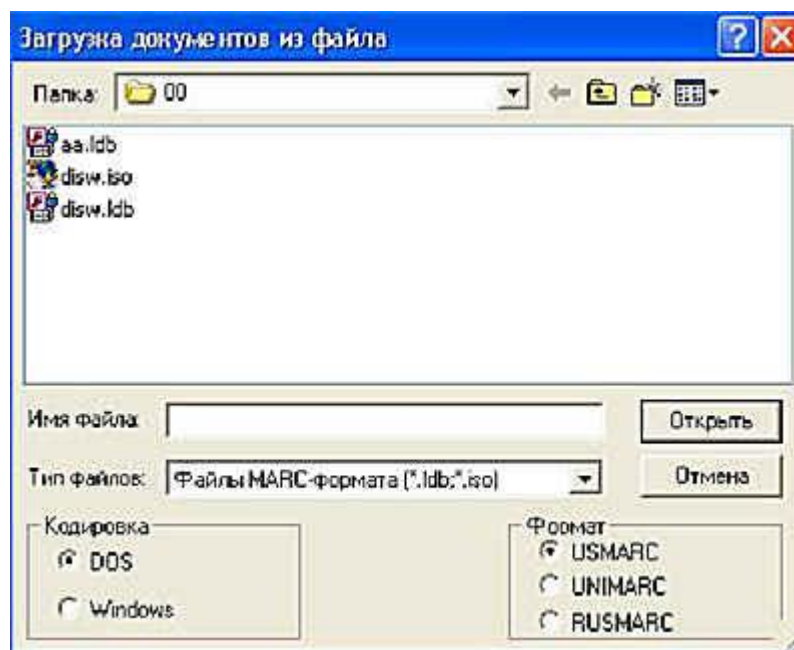 Загрузка документов из файла
Папка: 00
aa.ldb
disw.iso
disw.ldb
Имя файла: Открыть
Тип файлов: Файлы MARC-формата (*.ldb;*.iso) Отмена
Кодировка Формат
DOS USMARC
UNIMARC
Windows RUSMARC